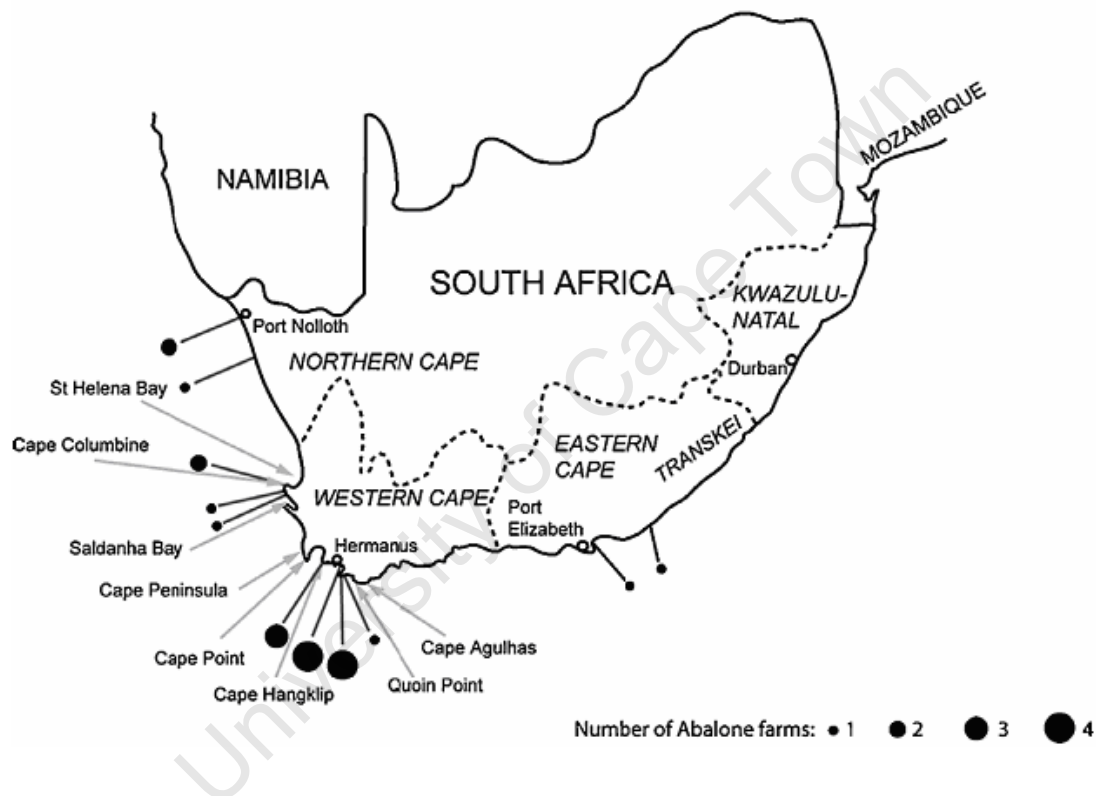 MOZAMBIQUE
NAMIBIA
SOUTH AFRICA
KWAZULU-
NATAL
Port Nolloth
NORTHERN CAPE
Durban
St Helena Bay
Cape Columbine
EASTERN
CAPE
TRANSKEI
WESTERN CAPE
Port
Elizabeth
Saldanha Bay
Hermanus
Cape Peninsula
Cape Point
Cape Agulhas
Cape Hangklip
Quoin Point
Number of Abalone farms: 1 2 3 4
University of Cape Town